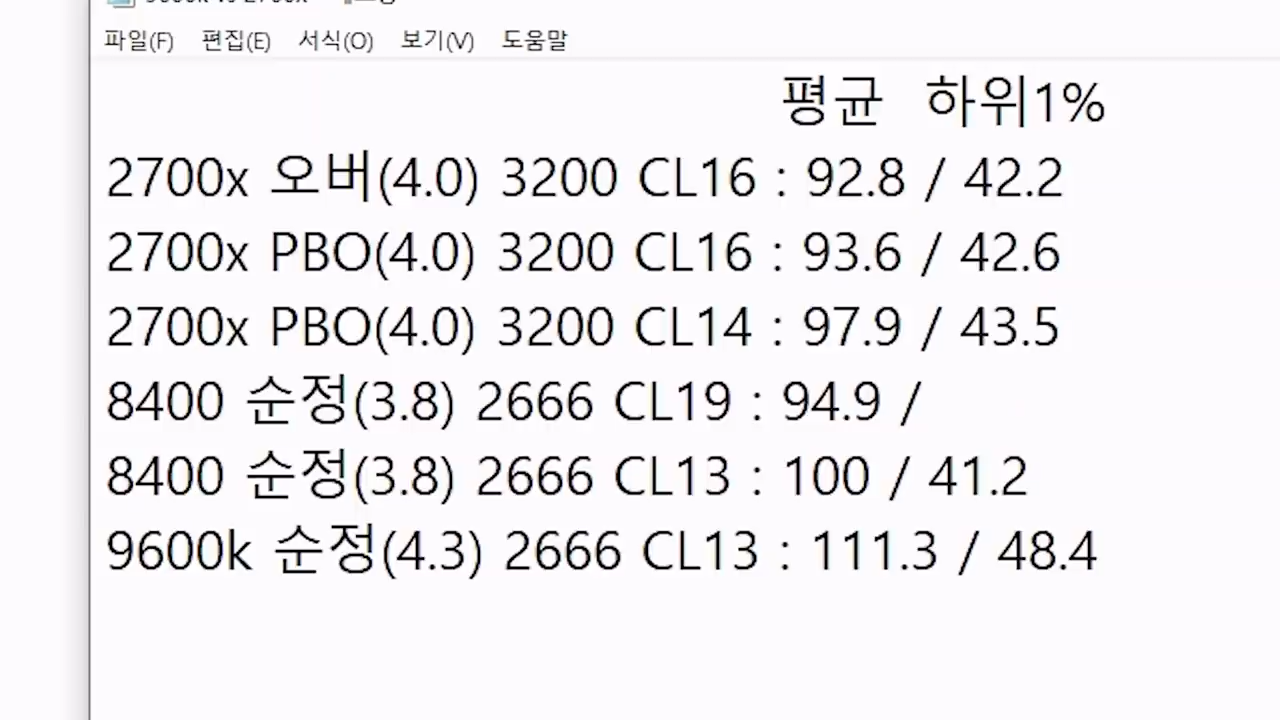 파일(F) 편집(E) 서식(O) 보기(V) 도움말
평균 하위1%
2700x 오버(4.0) 3200 CL16 : 92.8 / 42.2
2700x PBO(4.0) 3200 CL16 : 93.6 / 42.6
2700x PBO(4.0) 3200 CL14 : 97.9 / 43.5
8400 순정(3.8) 2666 CL19 : 94.9 /
8400 순정(3.8) 2666 CL13 : 100 / 41.2
9600k 순정(4.3) 2666 CL13 : 111.3 / 48.4